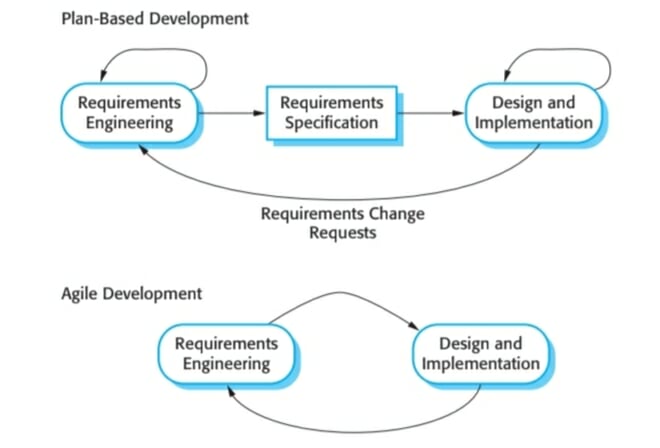 Plan-Based Development
Requirements
Engineering
Requirements
Specification
Design and
Implementation
Requirements Change
Requests
Agile Development
Requirements
Engineering
Design and
Implementation